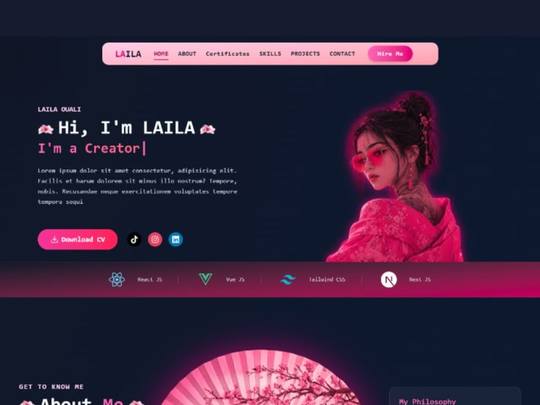 LAILA HOME ABOUT Certificates SKILLS PROJECTS CONTACT Hire Me
LAILA OUALI
Hi, I'm LAILA
I'm a Creator|
Lorem ipsum dolor sit amet consectetur, adipisicing elit.
Facilis et harum dolorem sit minus illo nostrum? Tempore,
nobis. Recusandae neque exercitationem voluptates tempore
tempora sequi
Download CV
React JS Vue JS Tailwind CSS Next JS
GET TO KNOW ME
About Me
My Philosophy